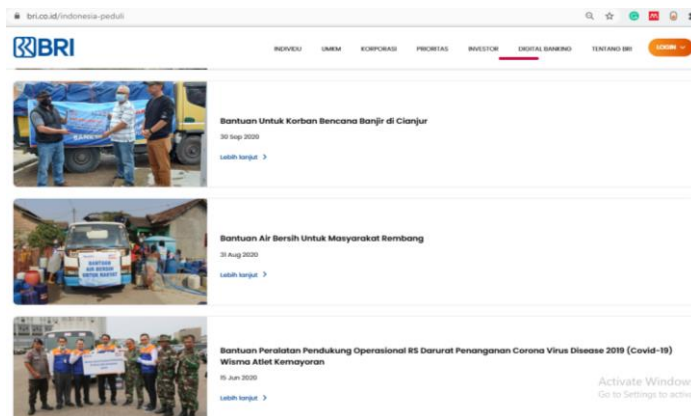 bri.co.id/indonesia-peduli
BRI
INDIVIDU UMKM KORPORASI PRIORITAS INVESTOR DIGITAL BANKING TENTANG BRI LOGIN
Bantuan Untuk Korban Bencana Banjir di Cianjur
30 Sep 2020
Lebih lanjut >
Bantuan Air Bersih Untuk Masyarakat Rembang
31 Aug 2020
Lebih lanjut >
BANTUAN
AIR BERSIH
UNTUK RAKYAT
Bantuan Peralatan Pendukung Operasional RS Darurat Penanganan Corona Virus Disease 2019 (Covid-19)
Wisma Atlet Kemayoran
15 Jun 2020
Lebih lanjut >
Activate Window
Go to Settings to activ